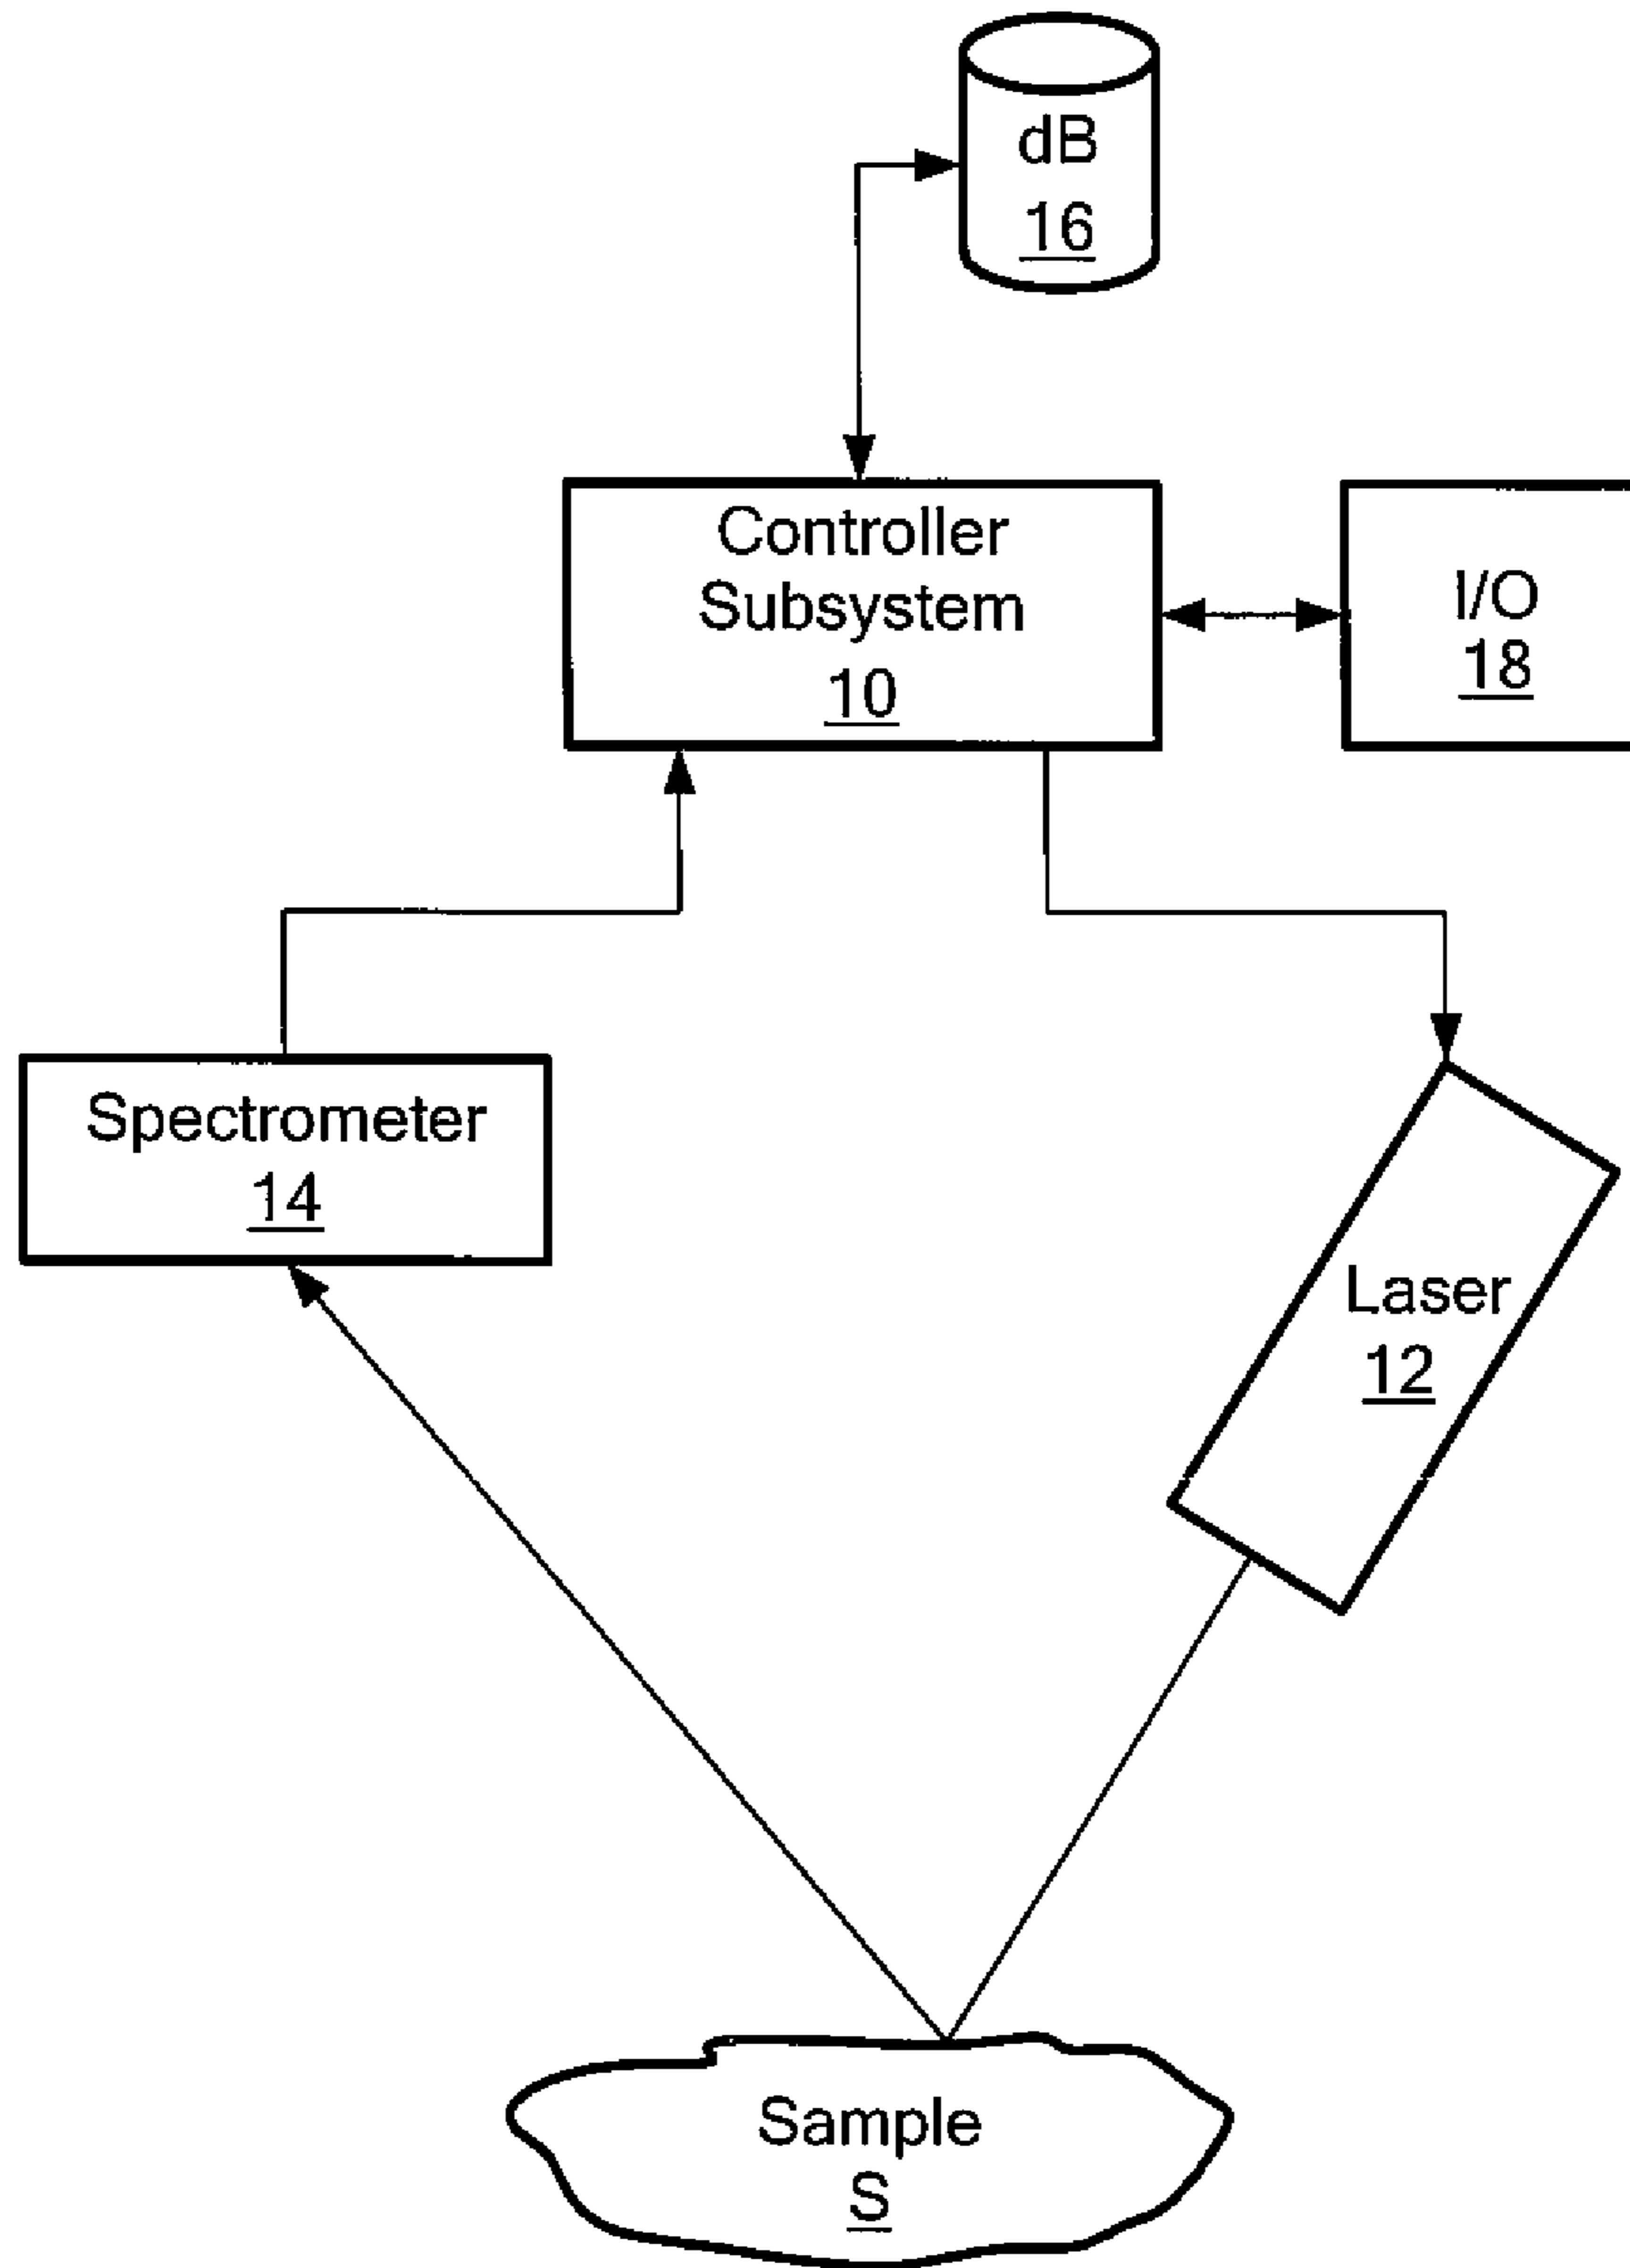 dB
16
Controller
Subsystem
10
I/O
18
Spectrometer
14
Laser
12
Sample
S